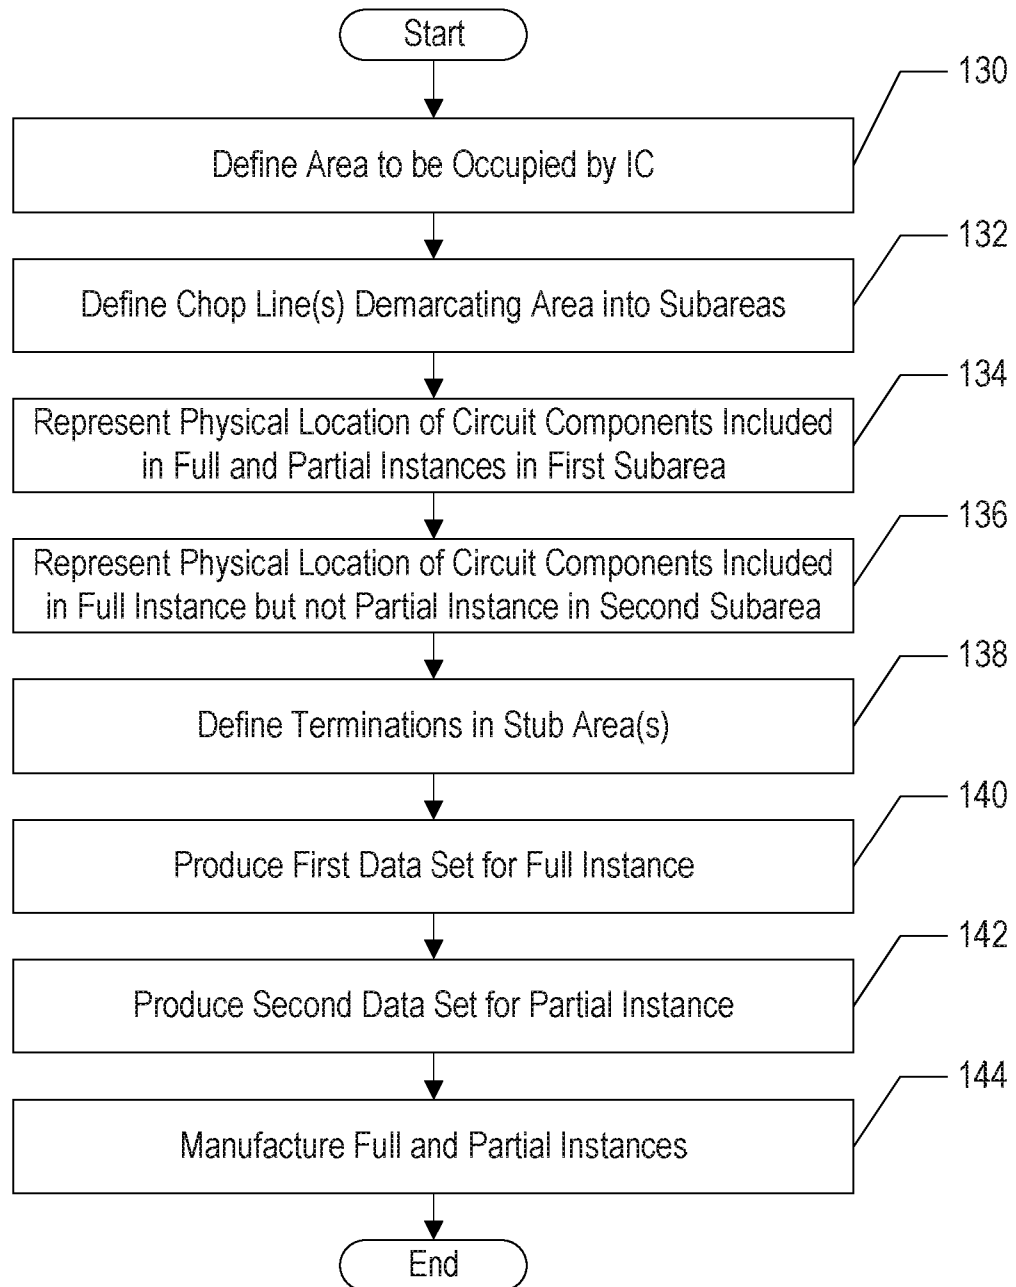 Start
130
Define Area to be Occupied by IC
132
Define Chop Line(s) Demarcating Area into Subareas
134
Represent Physical Location of Circuit Components Included
in Full and Partial Instances in First Subarea
136
Represent Physical Location of Circuit Components Included
in Full Instance but not Partial Instance in Second Subarea
138
Define Terminations in Stub Area(s)
140
Produce First Data Set for Full Instance
142
Produce Second Data Set for Partial Instance
144
Manufacture Full and Partial Instances
End